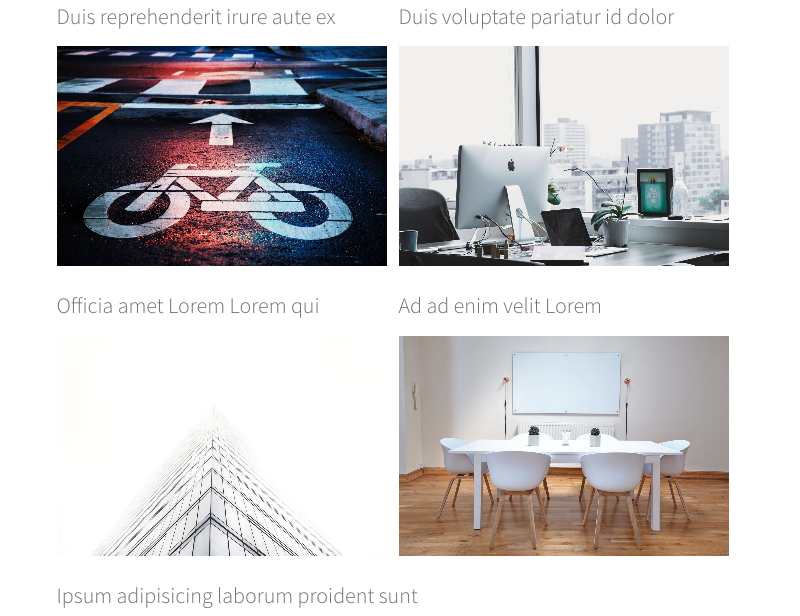 Duis reprehenderit irure aute ex
Duis voluptate pariatur id dolor
Officia amet Lorem Lorem qui
Ad ad enim velit Lorem
Ipsum adipisicing laborum proident sunt